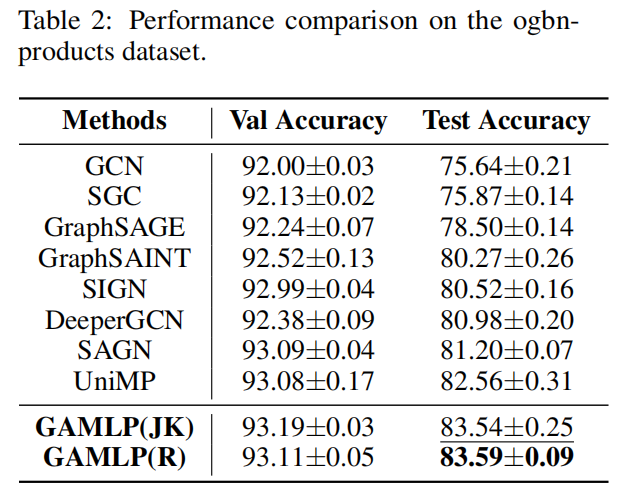 Table 2: Performance comparison on the ogbn-
products dataset.
Methods Val Accuracy Test Accuracy
GCN 92.00±0.03 75.64±0.21
SGC 92.13±0.02 75.87±0.14
GraphSAGE 92.24±0.07 78.50±0.14
GraphSAINT 92.52±0.13 80.27±0.26
SIGN 92.99±0.04 80.52±0.16
DeeperGCN 92.38±0.09 80.98±0.20
SAGN 93.09±0.04 81.20±0.07
UniMP 93.08±0.17 82.56±0.31
GAMLP(JK) 93.19±0.03 83.54±0.25
GAMLP(R) 93.11±0.05 83.59±0.09